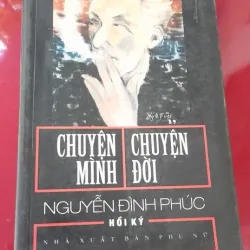 CHUYỆN MÌNH
CHUYỆN ĐỜI
NGUYỄN ĐÌNH PHÚC
HỒI KÝ
NHÀ XUẤT BẢN PHỤ NỮ